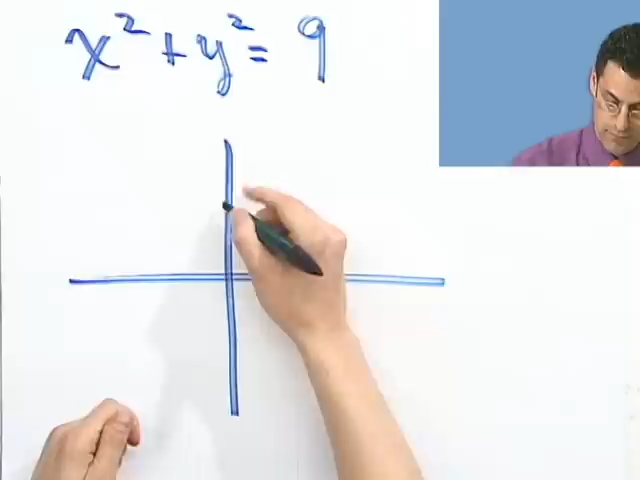 x² + y² = 9